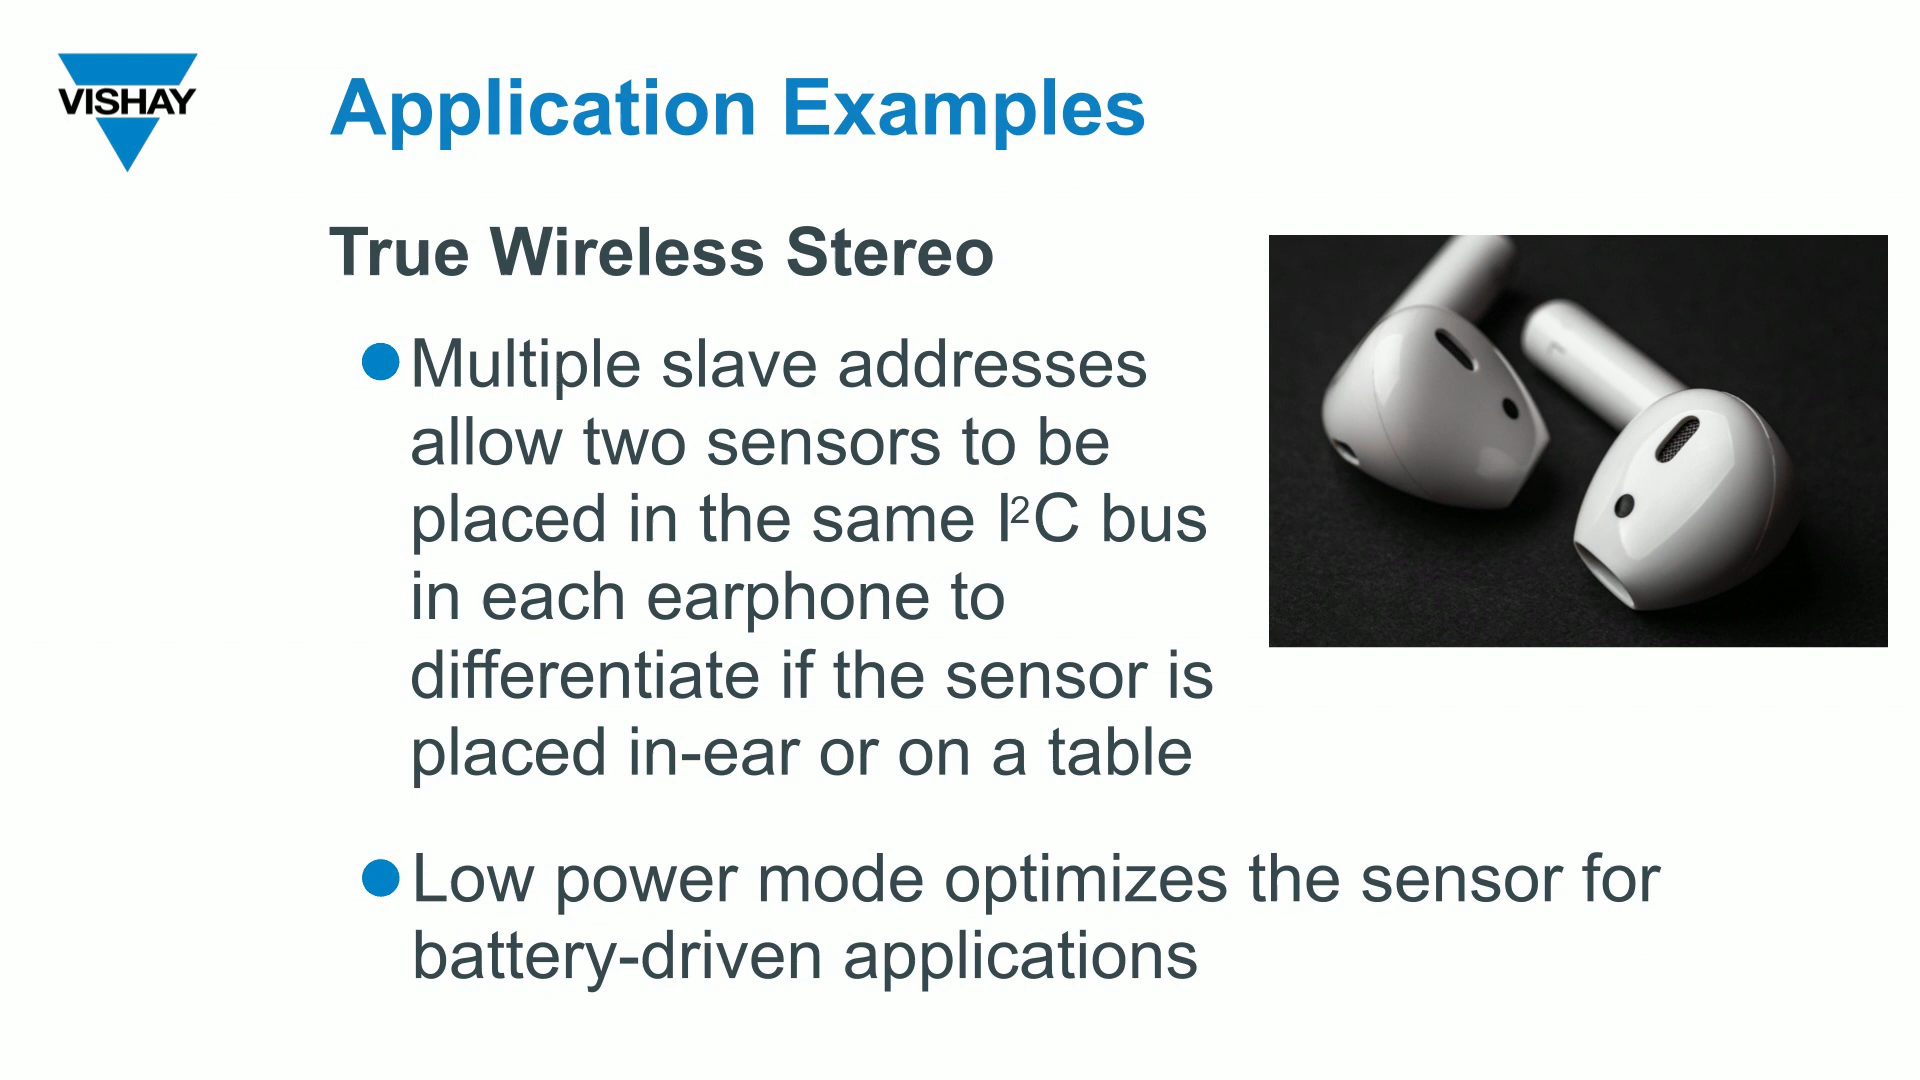 VISHAY
Application Examples
True Wireless Stereo
Multiple slave addresses
allow two sensors to be
placed in the same I²C bus
in each earphone to
differentiate if the sensor is
placed in-ear or on a table
Low power mode optimizes the sensor for
battery-driven applications